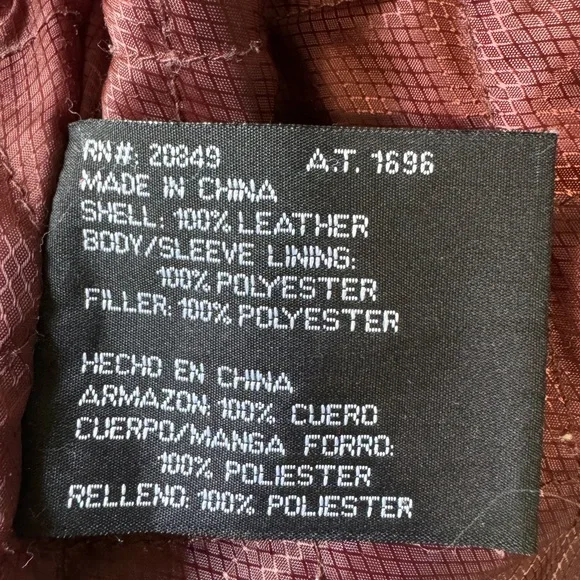 RN#: 20849 A.T. 1696
MADE IN CHINA
SHELL: 100% LEATHER
BODY/SLEEVE LINING:
100% POLYESTER
FILLER: 100% POLYESTER
HECHO EN CHINA
ARMAZON: 100% CUERO
CUERPO/MANGA FORRO:
100% POLIESTER
RELLENO: 100% POLIESTER